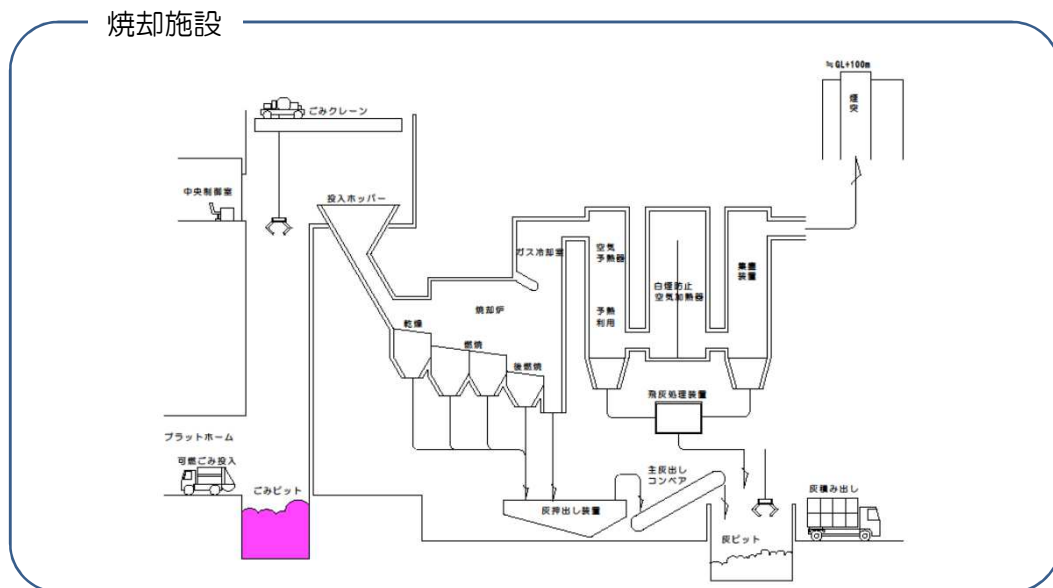 焼却施設
≒GL+100m
煙突
ごみクレーン
中央制御室
投入ホッパー
ガス冷却室
空気
予熱器
集塵
装置
白煙防止
空気加熱器
焼却炉
予熱
利用
乾燥
燃焼
後燃焼
飛灰処理装置
プラットホーム
可燃ごみ投入
ごみピット
主灰出し
コンベア
灰押出し装置
灰積み出し
灰ピット